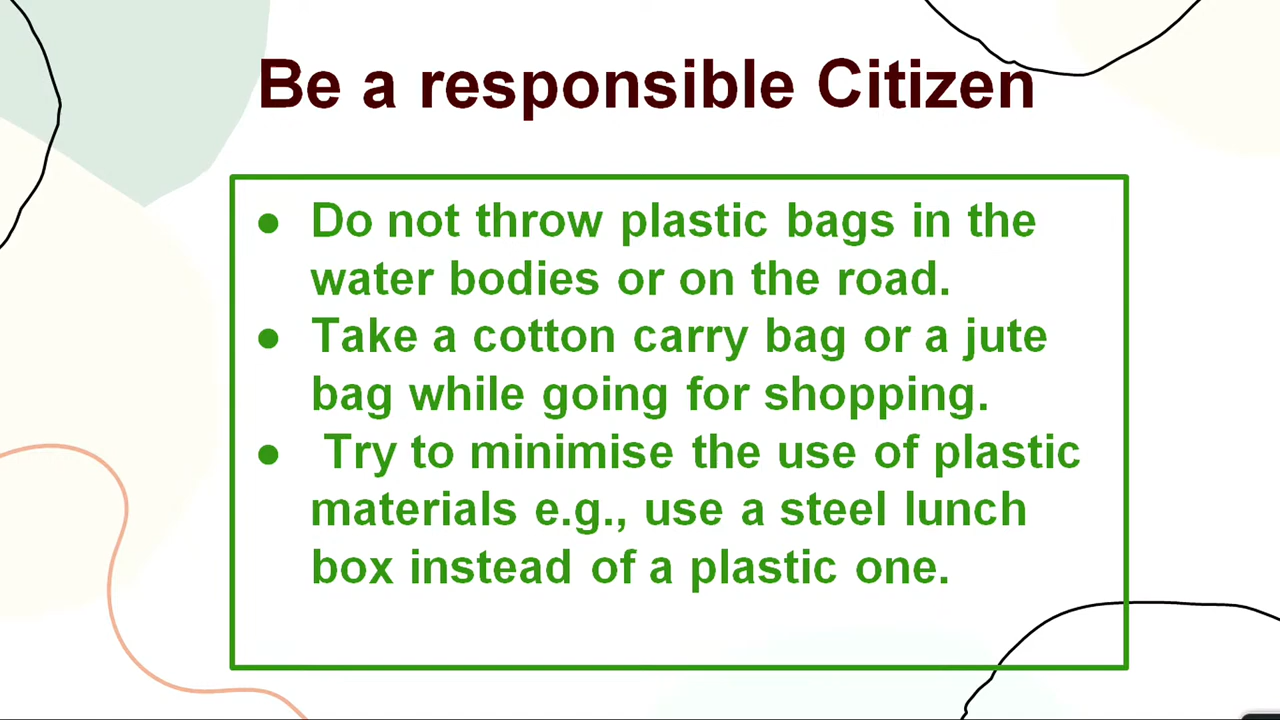 Be a responsible Citizen
● Do not throw plastic bags in the
water bodies or on the road.
● Take a cotton carry bag or a jute
bag while going for shopping.
● Try to minimise the use of plastic
materials e.g., use a steel lunch
box instead of a plastic one.